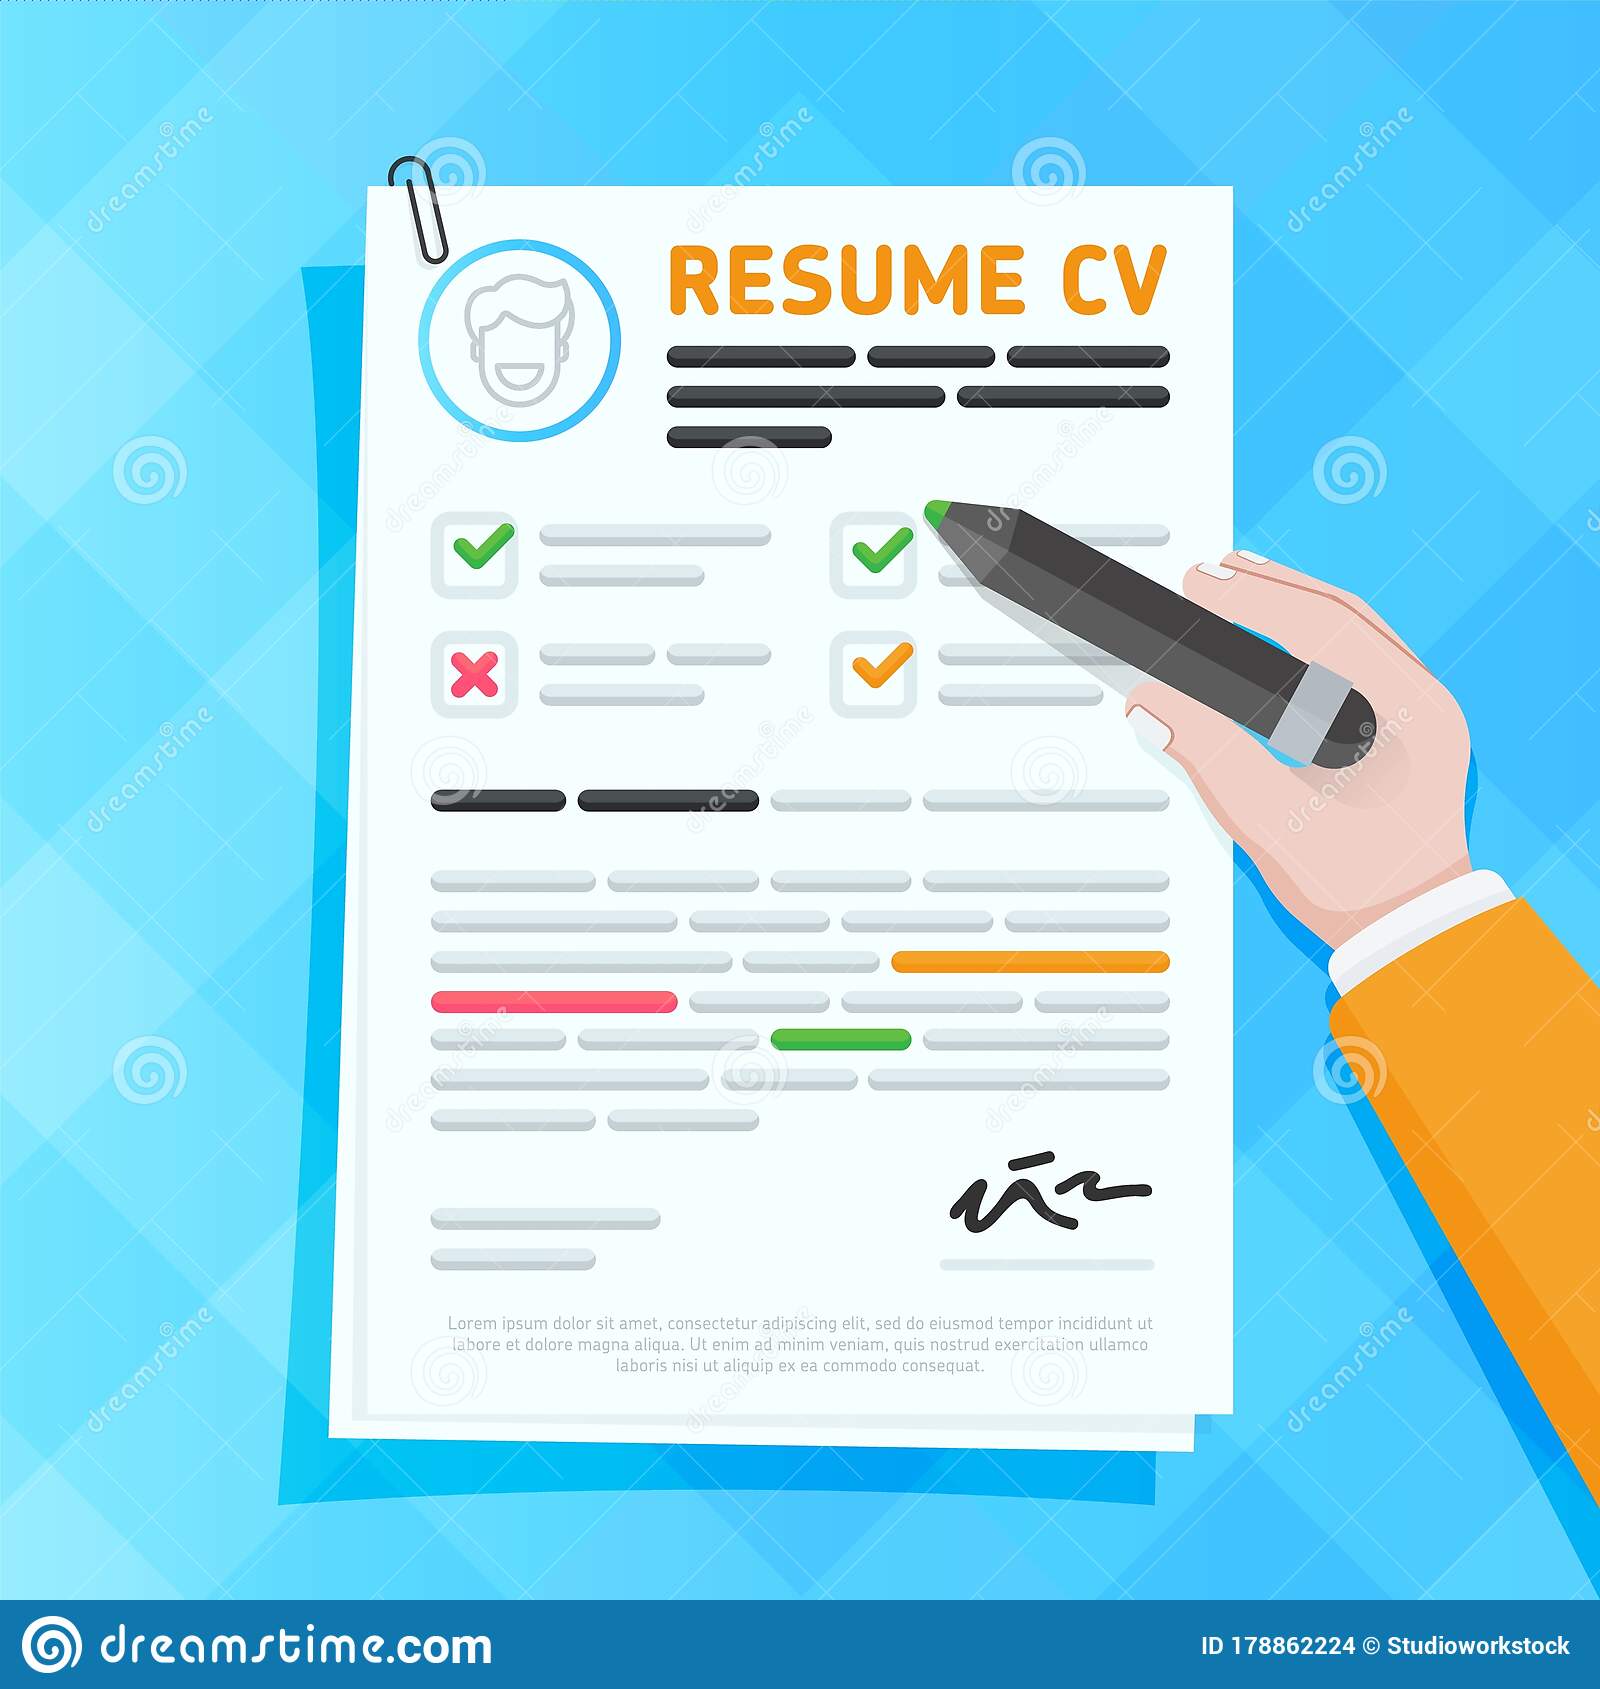 RESUME CV
Lorem ipsum dolor sit amet, consectetur adipiscing elit, sed do eiusmod tempor incididunt ut
labore et dolore magna aliqua. Ut enim ad minim veniam, quis nostrud exercitation ullamco
laboris nisi ut aliquip ex ea commodo consequat.
dreamstime.com
ID 178862224 © Studioworkstock